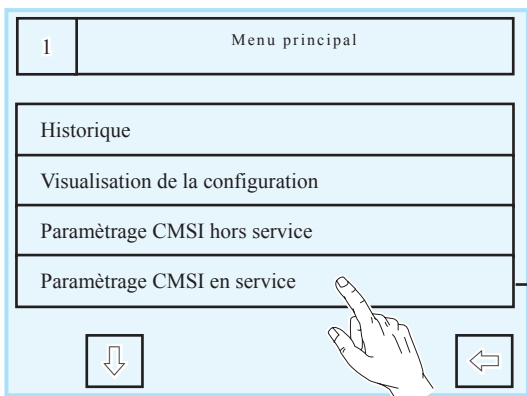 1
Menu principal
Historique
Visualisation de la configuration
Paramètrage CMSI hors service
Paramètrage CMSI en service